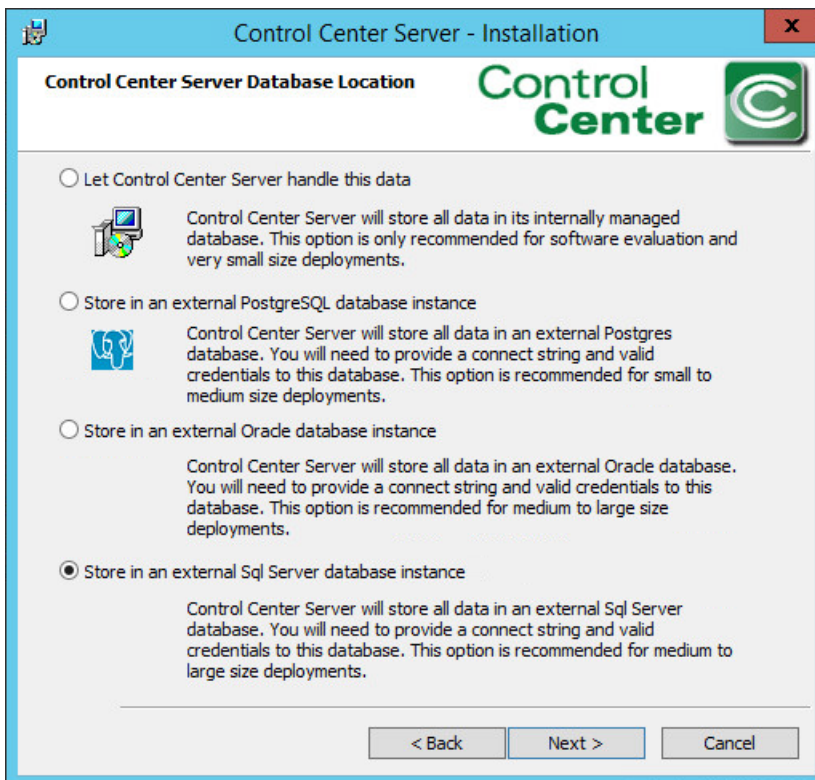 Control Center Server - Installation
x
Control Center Server Database Location
Control
Center
Let Control Center Server handle this data
Control Center Server will store all data in its internally managed
database. This option is only recommended for software evaluation and
very small size deployments.
Store in an external PostgreSQL database instance
Control Center Server will store all data in an external Postgres
database. You will need to provide a connect string and valid
credentials to this database. This option is recommended for small to
medium size deployments.
Store in an external Oracle database instance
Control Center Server will store all data in an external Oracle database.
You will need to provide a connect string and valid credentials to this
database. This option is recommended for medium to large size
deployments.
Store in an external Sql Server database instance
Control Center Server will store all data in an external Sql Server
database. You will need to provide a connect string and valid
credentials to this database. This option is recommended for medium to
large size deployments.
< Back
Next >
Cancel